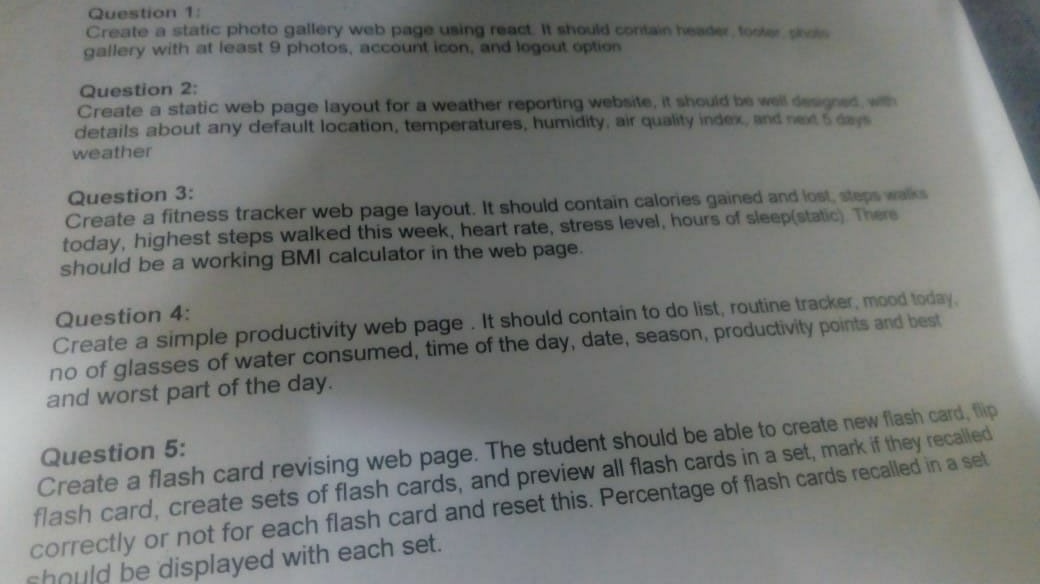 Question 1:
Create a static photo gallery web page using react. It should contain header, footer, photo
gallery with at least 9 photos, account icon, and logout option
Question 2:
Create a static web page layout for a weather reporting website, it should be well designed, with
details about any default location, temperatures, humidity, air quality index, and next 5 days
weather
Question 3:
Create a fitness tracker web page layout. It should contain calories gained and lost, steps walks
today, highest steps walked this week, heart rate, stress level, hours of sleep(static). There
should be a working BMI calculator in the web page.
Question 4:
Create a simple productivity web page . It should contain to do list, routine tracker, mood today,
no of glasses of water consumed, time of the day, date, season, productivity points and best
and worst part of the day.
Question 5:
Create a flash card revising web page. The student should be able to create new flash card, flip
flash card, create sets of flash cards, and preview all flash cards in a set, mark if they recalled
correctly or not for each flash card and reset this. Percentage of flash cards recalled in a set
should be displayed with each set.